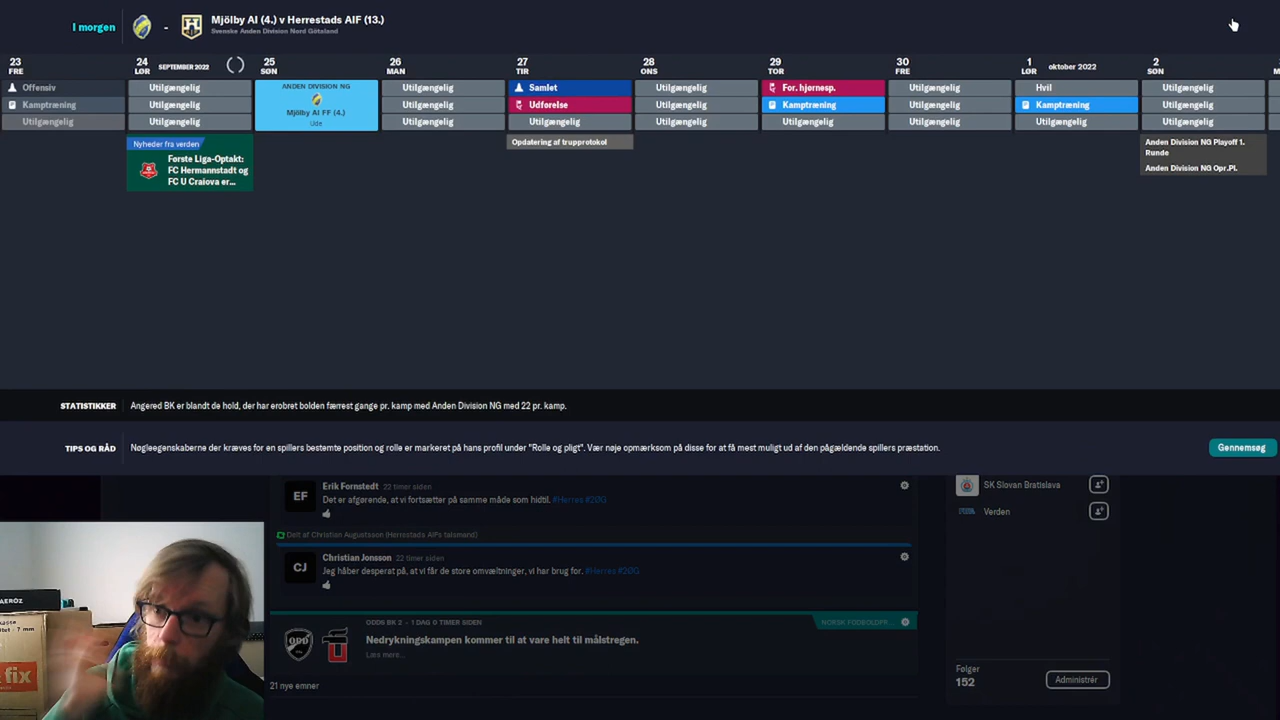 I morgen
-
Mjölby AI (4.) v Herrestads AIF (13.)
Svenske Anden Division Nord Götaland
23
FRE
24
LØR
SEPTEMBER 2022
25
SØN
26
MAN
27
TIR
28
ONS
29
TOR
30
FRE
1
LØR
oktober 2022
2
SØN
Offensiv
Kamptræning
Utilgængelig
Utilgængelig
Utilgængelig
Utilgængelig
ANDEN DIVISION NG
Mjölby AI FF (4.)
Ude
Utilgængelig
Utilgængelig
Utilgængelig
Samlet
Udførelse
Utilgængelig
Utilgængelig
Utilgængelig
Utilgængelig
For. hjørnesp.
Kamptræning
Utilgængelig
Utilgængelig
Utilgængelig
Utilgængelig
Hvil
Kamptræning
Utilgængelig
Utilgængelig
Utilgængelig
Utilgængelig
Nyheder fra verden
Første Liga-Optakt:
FC Hermannstadt og
FC U Craiova er...
Opdatering af trupprotokol
Anden Division NG Playoff 1.
Runde
Anden Division NG Opr.Pl.
STATISTIKKER
Angered BK er blandt de hold, der har erobret bolden færrest gange pr. kamp med Anden Division NG med 22 pr. kamp.
TIPS OG RÅD
Nøgleegenskaberne der kræves for en spillers bestemte position og rolle er markeret på hans profil under "Rolle og pligt". Vær nøje opmærksom på disse for at få mest muligt ud af den pågældende spillers præstation.
Gennemsøg
EF
Erik Fornstedt 22 timer siden
Det er afgørende, at vi fortsætter på samme måde som hidtil. #Herres #2ØG
SK Slovan Bratislava
Verden
Delt af Christian Augustsson (Herrestads AIFs talsmand)
CJ
Christian Jonsson 22 timer siden
Jeg håber desperat på, at vi får de store omvæltninger, vi har brug for. #Herres #2ØG
ODDS BK 2 - 1 DAG 0 TIMER SIDEN
NORSK FODBOLDFR...
Nedrykningskampen kommer til at vare helt til målstregen.
Læs mere...
21 nye emner
Følger
152
Administrér
fix